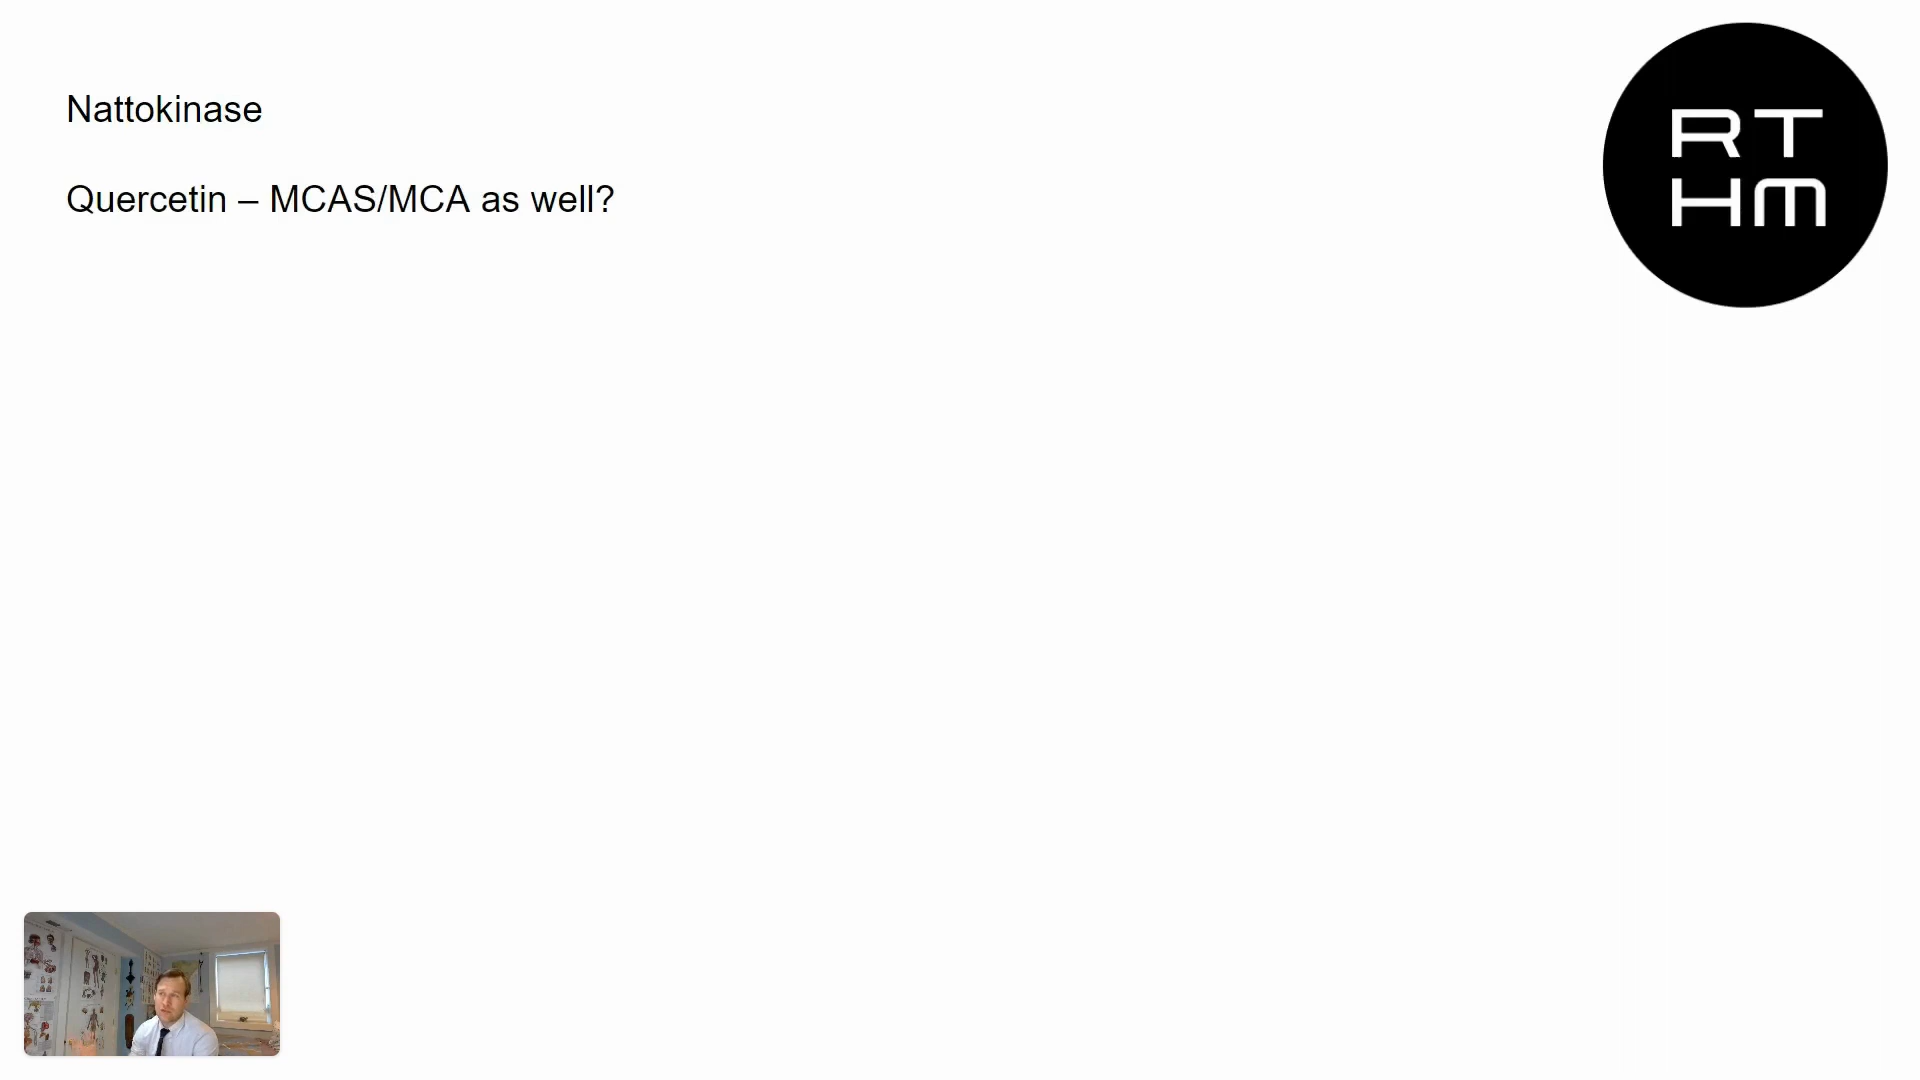 Nattokinase
Quercetin – MCAS/MCA as well?
RT
HM